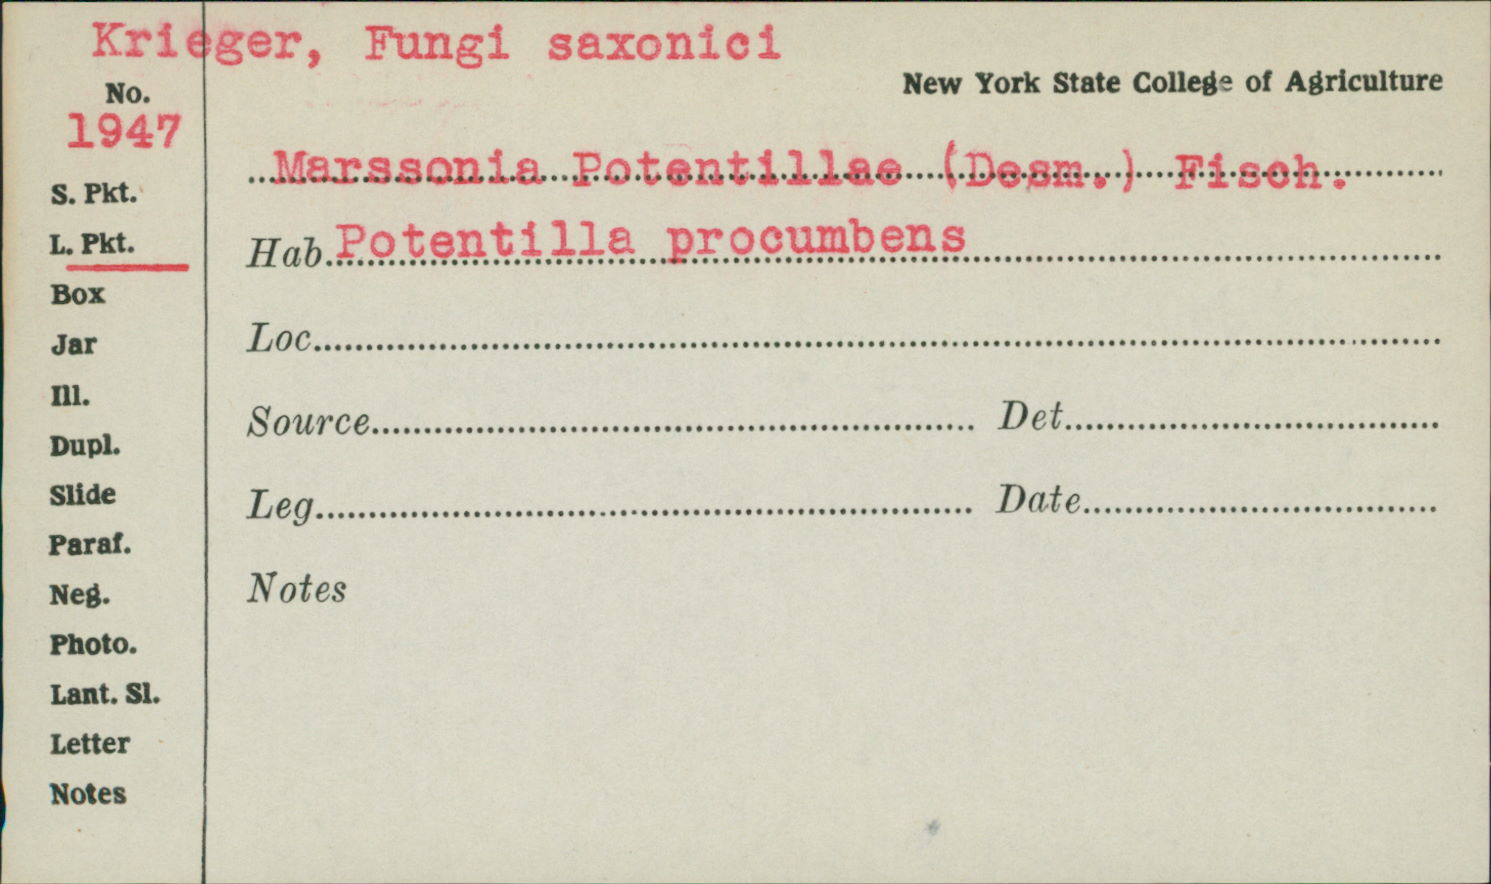 Krieger, Fungi saxonici
New York State College of Agriculture
No.
1947
Marssonia Potentillae (Desm.) Fisch.
S. Pkt.
L. Pkt.
Hab. Potentilla procumbens
Box
Jar
Loc.
Ill.
Source Det.
Dupl.
Slide
Leg. Date
Paraf.
Neg.
Notes
Photo.
Lant. Sl.
Letter
Notes